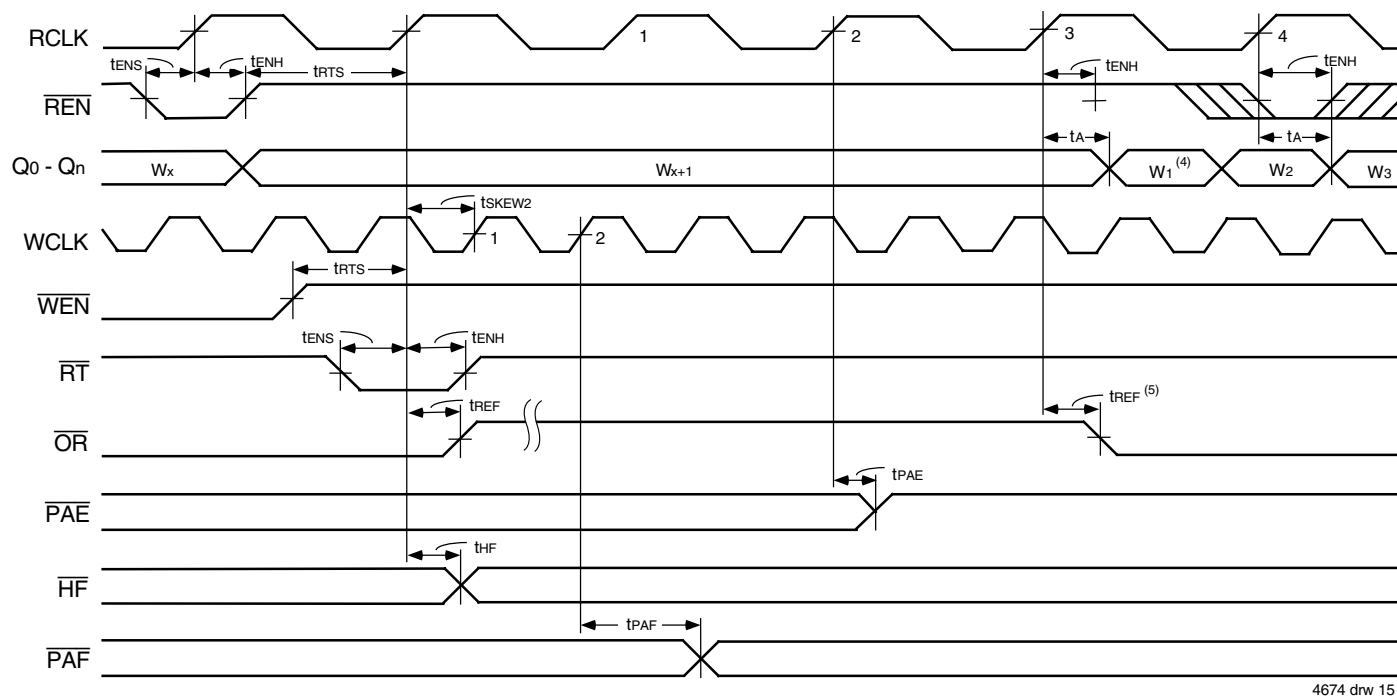 RCLK 1 2 3 4
tENS tENH tRTS tENH tENH
REN
tA tA
Q0 - Qn Wx Wx+1 W1 (4) W2 W3
tSKEW2
WCLK 1 2
tRTS
WEN
tENS tENH
RT
tREF tREF (5)
OR
tPAE
PAE
tHF
HF
tPAF
PAF
4674 drw 15